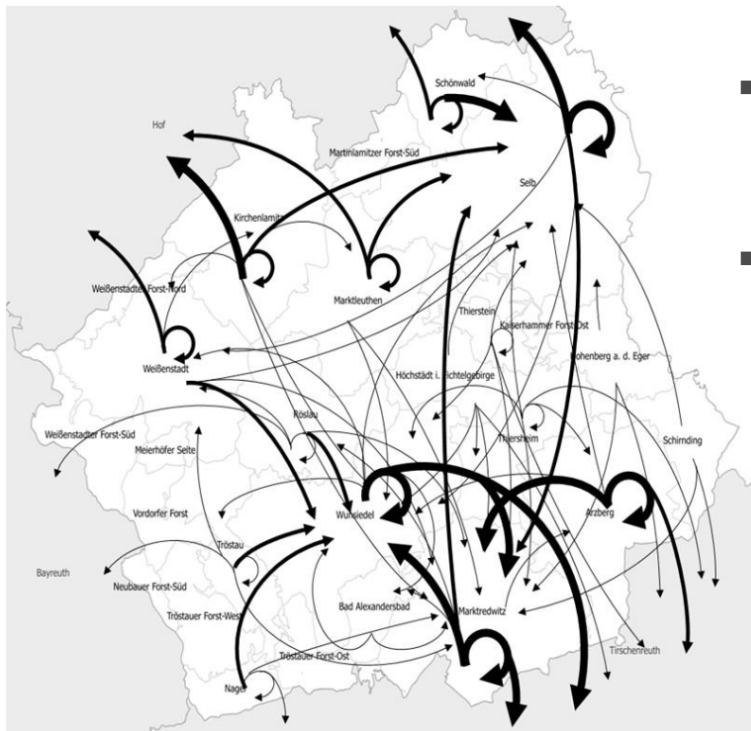 Schönwald
Hof
Martinlamitzer Forst-Süd
Selb
Kirchenlamitz
Weißenstadter Forst-Nord
Marktleuthen
Thierstein
Kaiserhammer Forst-Ost
Weißenstadt
Höchstädt i. Fichtelgebirge
Hohenberg a. d. Eger
Röslau
Weißenstadter Forst-Süd
Meierhöfer Seite
Thiersheim
Schirnding
Vordorfer Forst
Wunsiedel
Arzberg
Tröstau
Bayreuth
Neubauer Forst-Süd
Bad Alexandersbad
Marktredwitz
Tröstauer Forst-West
Tröstauer Forst-Ost
Tirschenreuth
Nagel